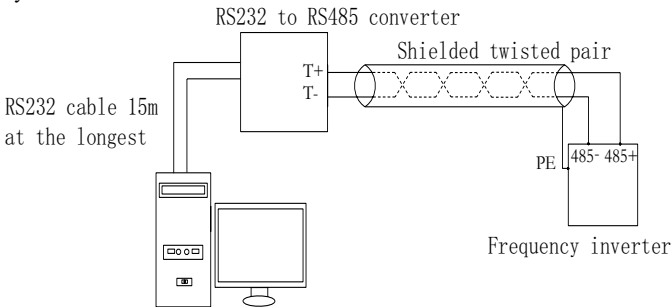 RS232 to RS485 converter
Shielded twisted pair
T+
T-
RS232 cable 15m
at the longest
PE
485- 485+
Frequency inverter